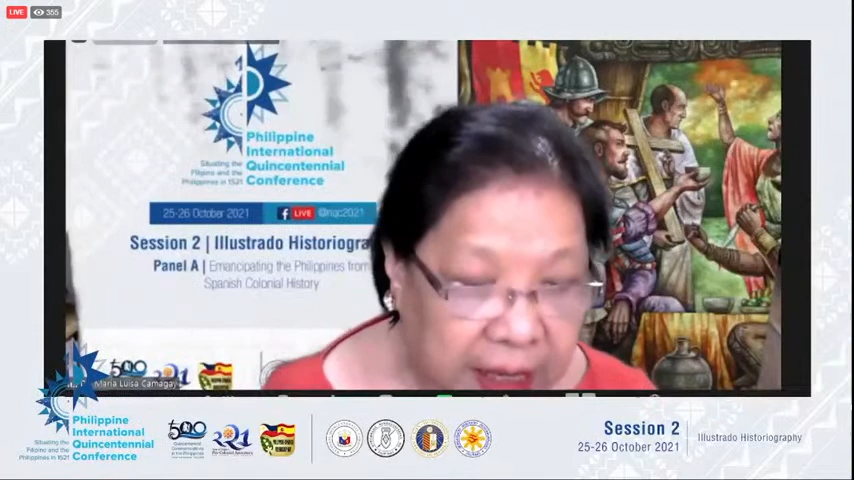 LIVE 355
Philippine
International
Quincentennial
Conference
Situating the
Filipino and the
Philippines in 1521
25-26 October 2021
LIVE @nqc2021
Session 2 | Illustrado Historiogra
Panel A | Emancipating the Philippines from
Spanish Colonial History
Maria Luisa Camagay
Philippine
International
Quincentennial
Conference
Situating the
Filipino and the
Philippines in 1521
500
2021
Session 2
25-26 October 2021
Illustrado Historiography